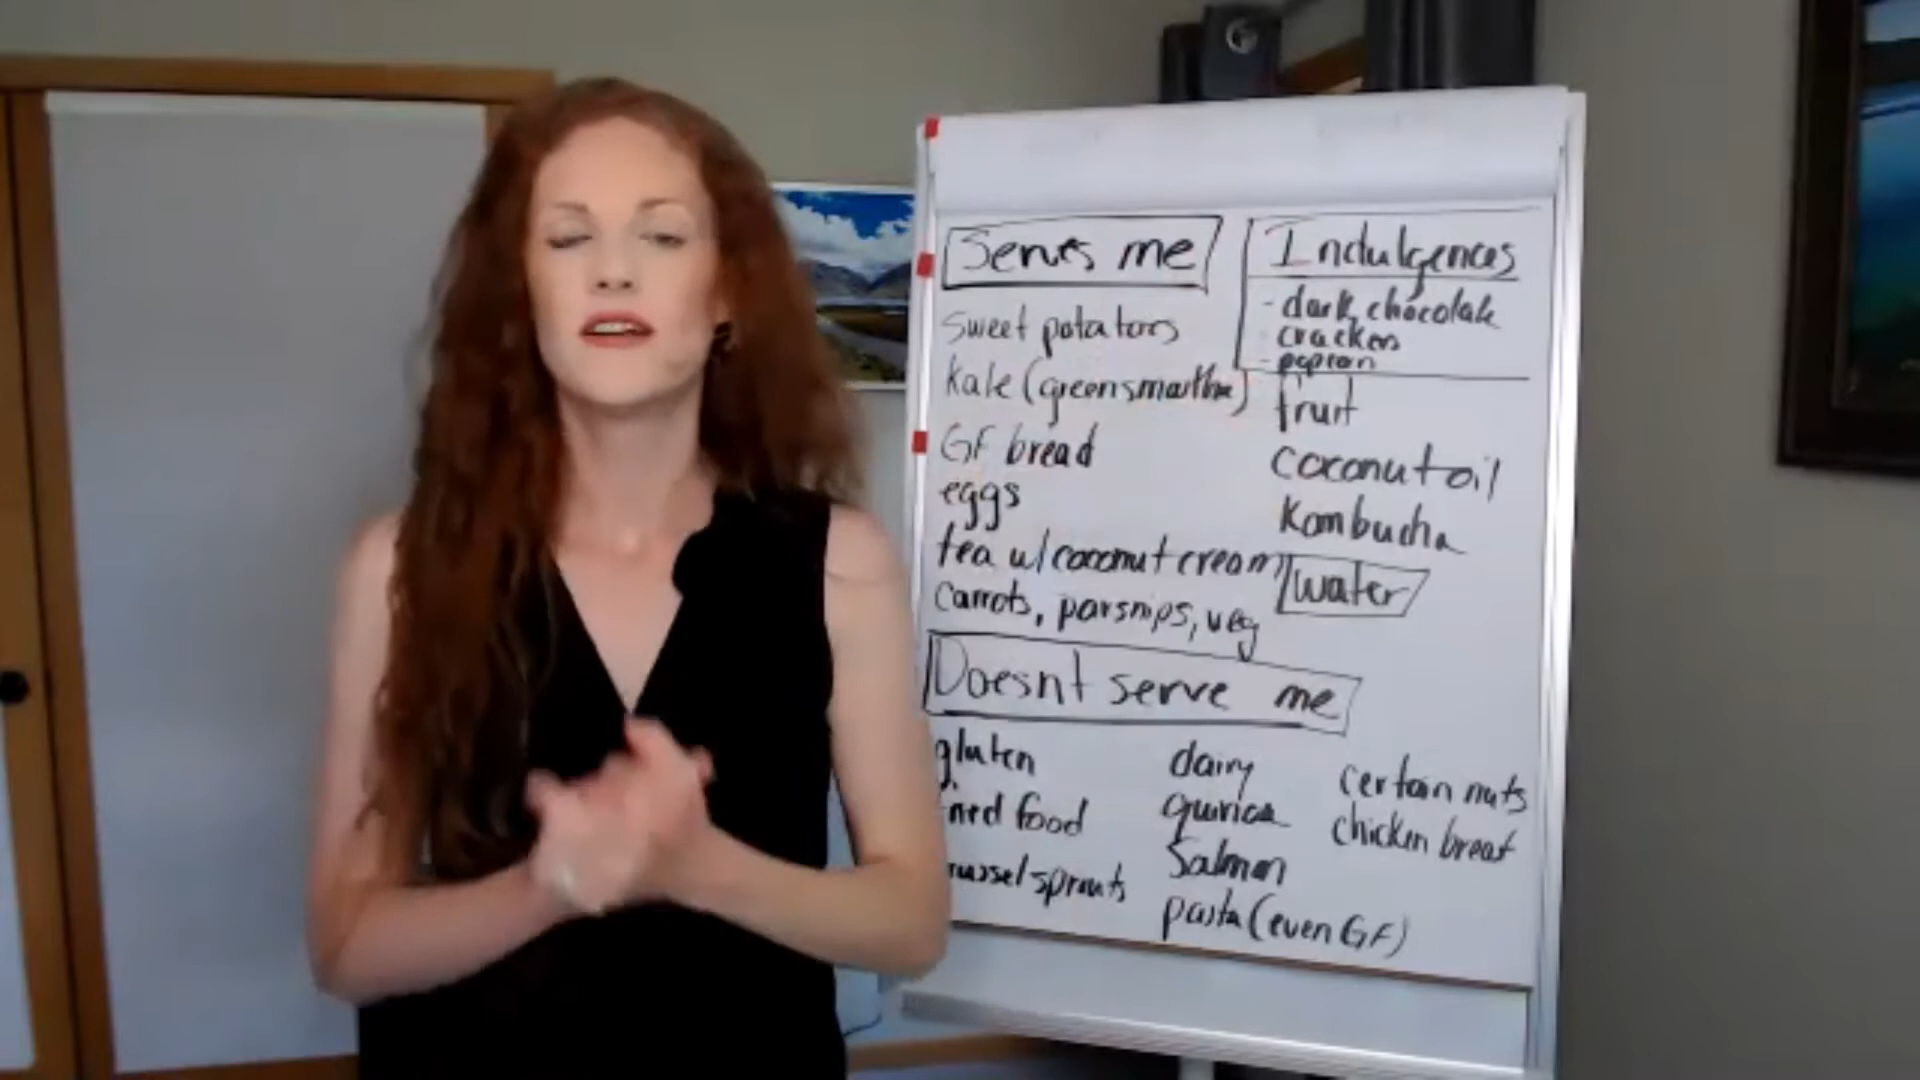 Serves me
sweet potatoes
Kale (green smoothie)
GF bread
eggs
tea w/ coconut cream
carrots, parsnips, veg
Indulgences
- dark chocolate
- crackers
- popcorn
fruit
coconut oil
Kombucha
water
Doesnt serve me
gluten
food
sprouts
dairy
quinoa
Salmon
pasta (even GF)
certain nuts
chicken breast